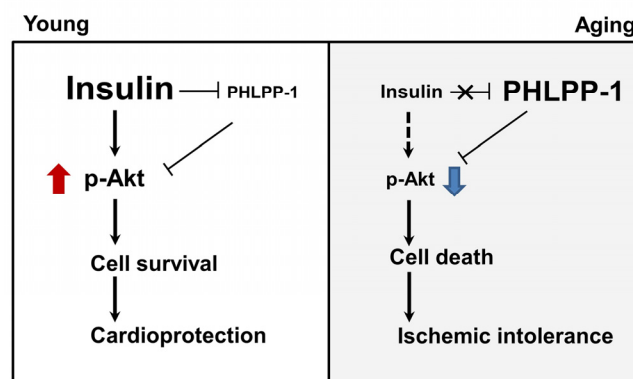 Young
Aging
Insulin
PHLPP-1
p-Akt
Cell survival
Cardioprotection
Insulin
PHLPP-1
p-Akt
Cell death
Ischemic intolerance